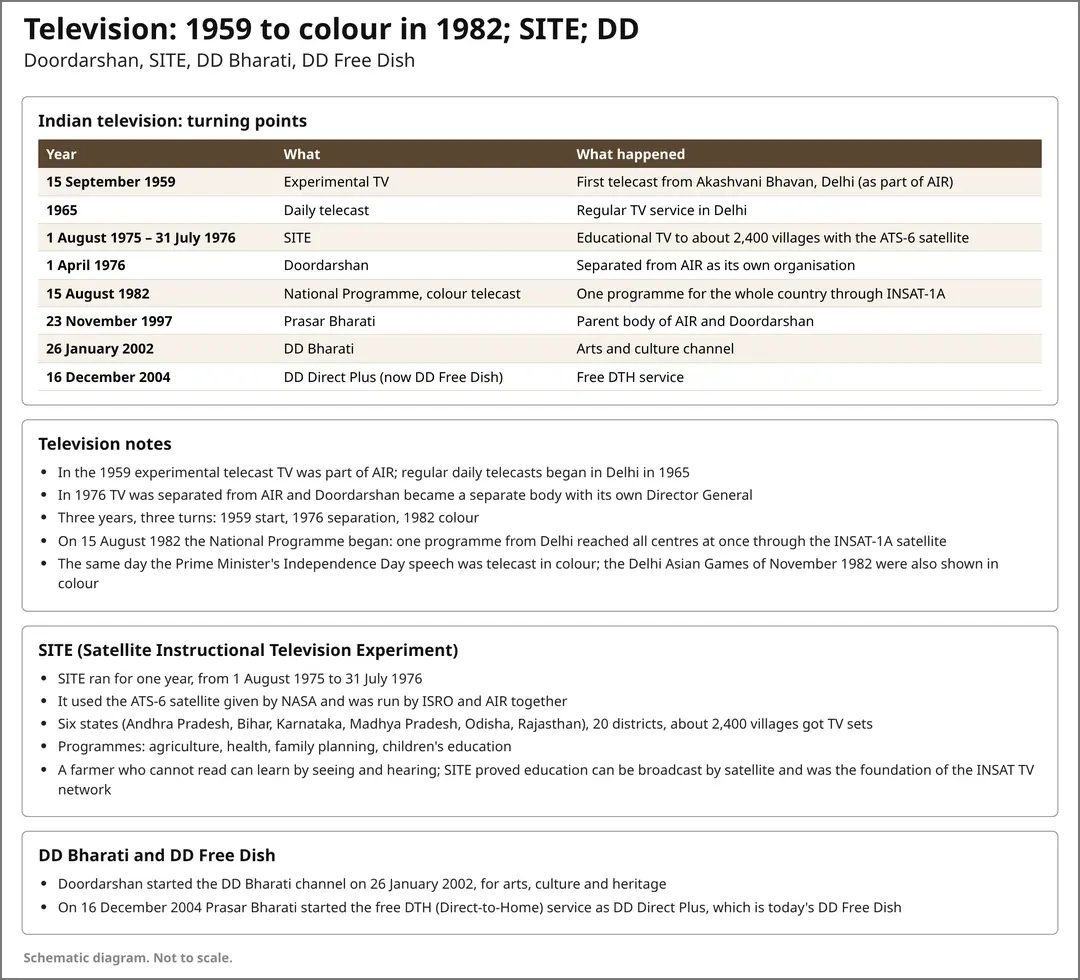 Television: 1959 to colour in 1982; SITE; DD
Doordarshan, SITE, DD Bharati, DD Free Dish
Indian television: turning points
Year What What happened
15 September 1959 Experimental TV First telecast from Akashvani Bhavan, Delhi (as part of AIR)
1965 Daily telecast Regular TV service in Delhi
1 August 1975 – 31 July 1976 SITE Educational TV to about 2,400 villages with the ATS-6 satellite
1 April 1976 Doordarshan Separated from AIR as its own organisation
15 August 1982 National Programme, colour telecast One programme for the whole country through INSAT-1A
23 November 1997 Prasar Bharati Parent body of AIR and Doordarshan
26 January 2002 DD Bharati Arts and culture channel
16 December 2004 DD Direct Plus (now DD Free Dish) Free DTH service
Television notes
• In the 1959 experimental telecast TV was part of AIR; regular daily telecasts began in Delhi in 1965
• In 1976 TV was separated from AIR and Doordarshan became a separate body with its own Director General
• Three years, three turns: 1959 start, 1976 separation, 1982 colour
• On 15 August 1982 the National Programme began: one programme from Delhi reached all centres at once through the INSAT-1A satellite
• The same day the Prime Minister's Independence Day speech was telecast in colour; the Delhi Asian Games of November 1982 were also shown in
colour
SITE (Satellite Instructional Television Experiment)
• SITE ran for one year, from 1 August 1975 to 31 July 1976
• It used the ATS-6 satellite given by NASA and was run by ISRO and AIR together
• Six states (Andhra Pradesh, Bihar, Karnataka, Madhya Pradesh, Odisha, Rajasthan), 20 districts, about 2,400 villages got TV sets
• Programmes: agriculture, health, family planning, children's education
• A farmer who cannot read can learn by seeing and hearing; SITE proved education can be broadcast by satellite and was the foundation of the INSAT TV
network
DD Bharati and DD Free Dish
• Doordarshan started the DD Bharati channel on 26 January 2002, for arts, culture and heritage
• On 16 December 2004 Prasar Bharati started the free DTH (Direct-to-Home) service as DD Direct Plus, which is today's DD Free Dish
Schematic diagram. Not to scale.